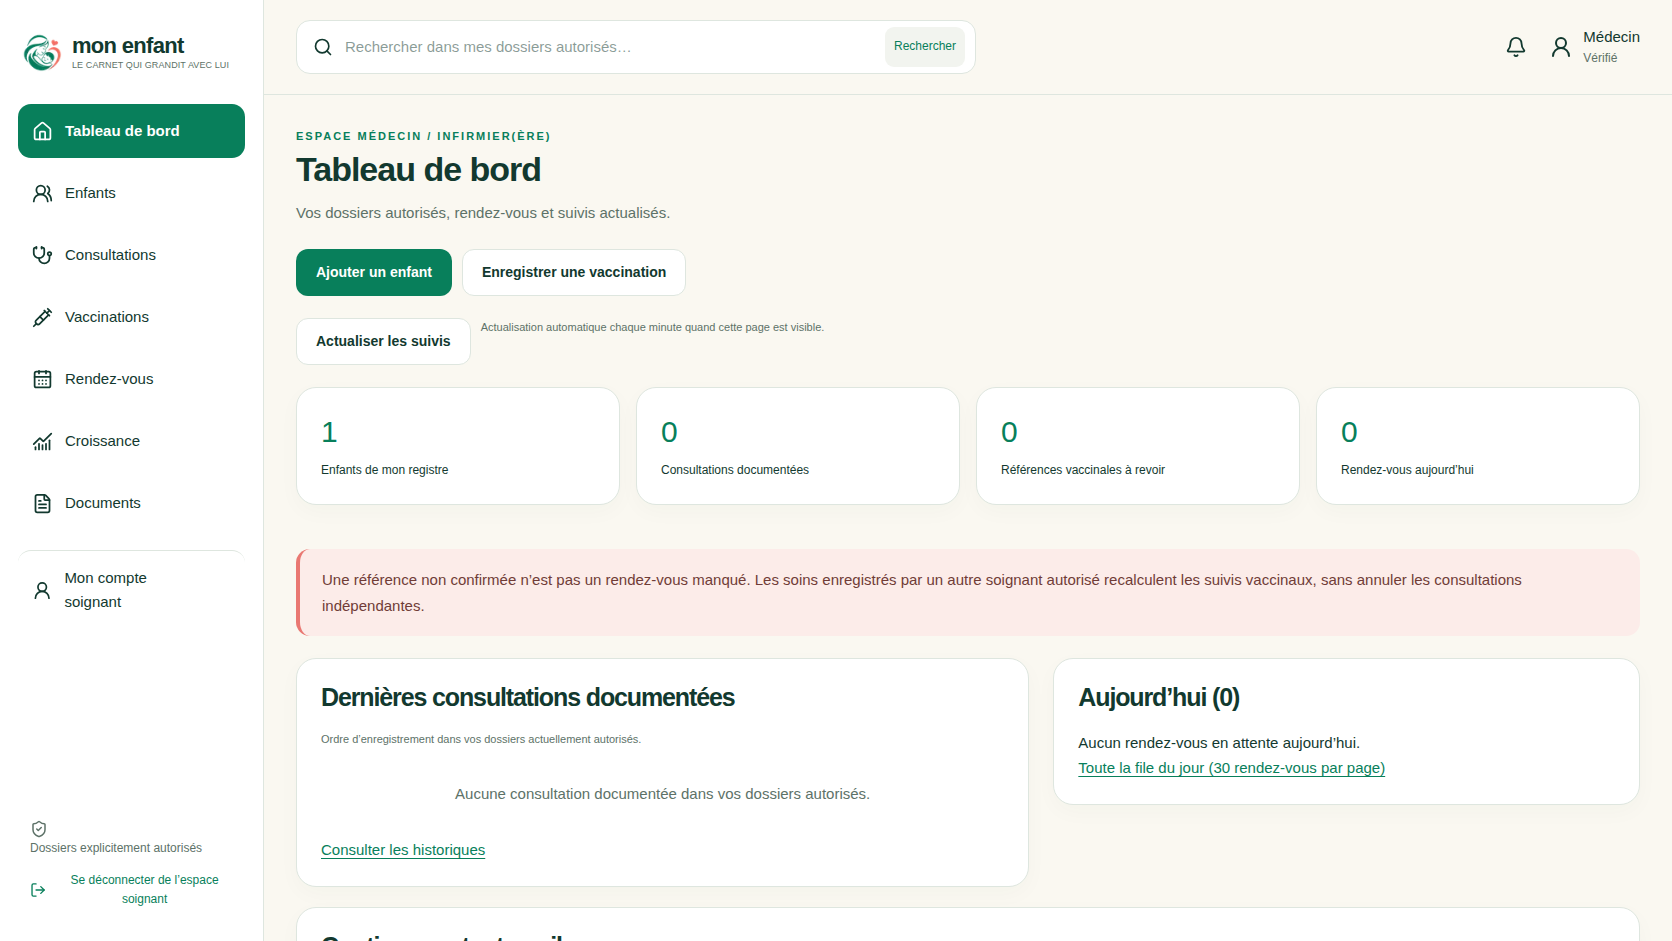 mon enfant
LE CARNET QUI GRANDIT AVEC LUI
Tableau de bord
Enfants
Consultations
Vaccinations
Rendez-vous
Croissance
Documents
Mon compte
soignant
Dossiers explicitement autorisés
Se déconnecter de l’espace
soignant
Rechercher dans mes dossiers autorisés…
Rechercher
Médecin
Vérifié
ESPACE MÉDECIN / INFIRMIER(ÈRE)
Tableau de bord
Vos dossiers autorisés, rendez-vous et suivis actualisés.
Ajouter un enfant
Enregistrer une vaccination
Actualiser les suivis
Actualisation automatique chaque minute quand cette page est visible.
1
Enfants de mon registre
0
Consultations documentées
0
Références vaccinales à revoir
0
Rendez-vous aujourd’hui
Une référence non confirmée n’est pas un rendez-vous manqué. Les soins enregistrés par un autre soignant autorisé recalculent les suivis vaccinaux, sans annuler les consultations
indépendantes.
Dernières consultations documentées
Ordre d’enregistrement dans vos dossiers actuellement autorisés.
Aucune consultation documentée dans vos dossiers autorisés.
Consulter les historiques
Aujourd’hui (0)
Aucun rendez-vous en attente aujourd’hui.
Toute la file du jour (30 rendez-vous par page)